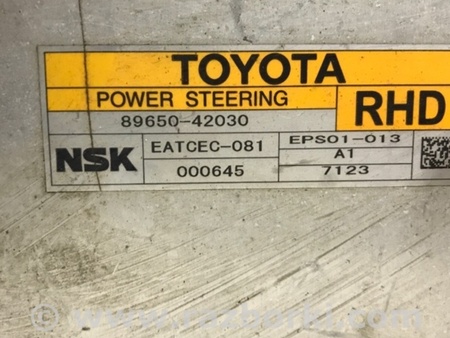 TOYOTA
POWER STEERING RHD
89650-42030
NSK EATCEC-081 EPS01-013
A1
000645 7123